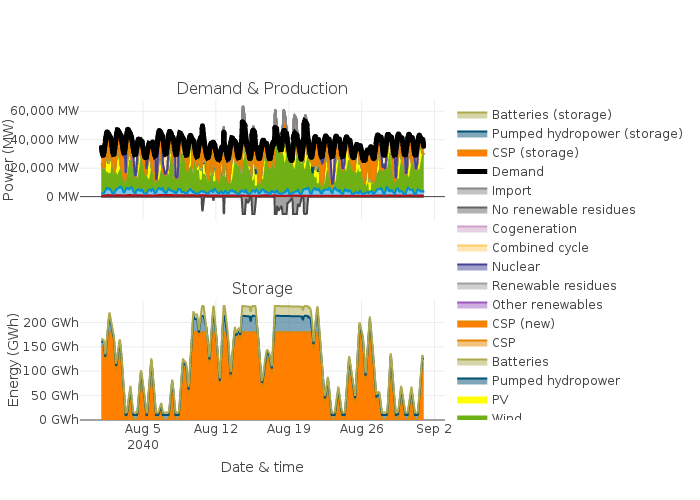 Demand & Production
60,000 MW
40,000 MW
20,000 MW
0 MW
Power (MW)
Storage
200 GWh
150 GWh
100 GWh
50 GWh
0 GWh
Energy (GWh)
Aug 5
2040
Aug 12
Aug 19
Aug 26
Sep 2
Date & time
Batteries (storage)
Pumped hydropower (storage)
CSP (storage)
Demand
Import
No renewable residues
Cogeneration
Combined cycle
Nuclear
Renewable residues
Other renewables
CSP (new)
CSP
Batteries
Pumped hydropower
PV
Wind